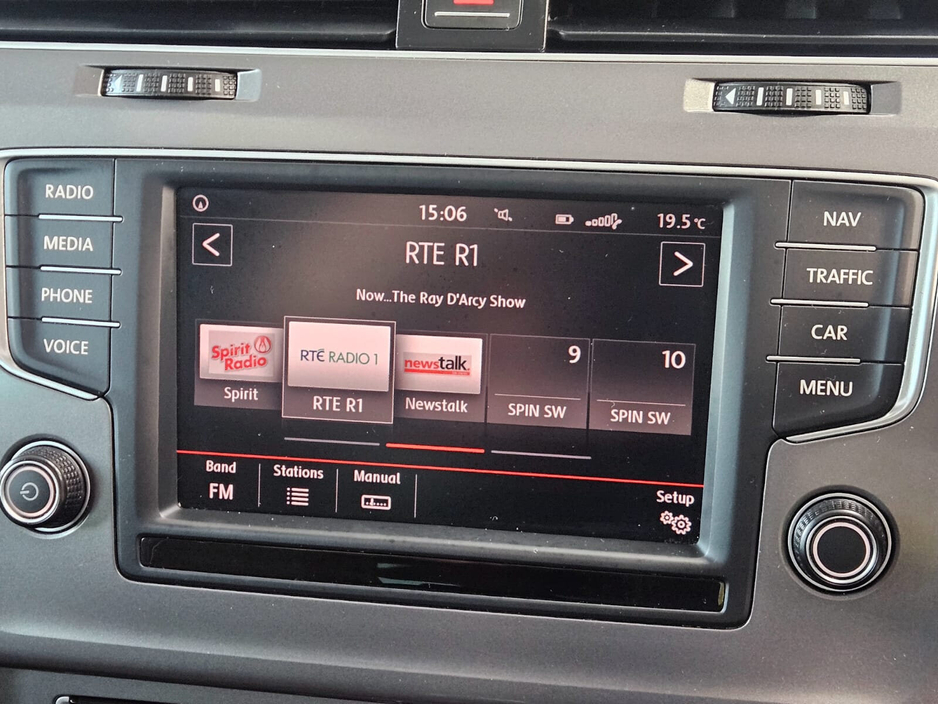 RADIO
MEDIA
PHONE
VOICE
15:06
19.5°C
RTE R1
Now...The Ray D'Arcy Show
Spirit Radio
Spirit
RTÉ RADIO 1
RTE R1
newstalk
Newstalk
9
SPIN SW
10
SPIN SW
Band
FM
Stations
Manual
Setup
NAV
TRAFFIC
CAR
MENU